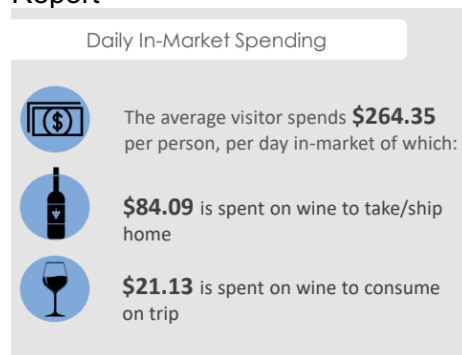 Report
Daily In-Market Spending
The average visitor spends $264.35
per person, per day in-market of which:
$84.09 is spent on wine to take/ship
home
$21.13 is spent on wine to consume
on trip